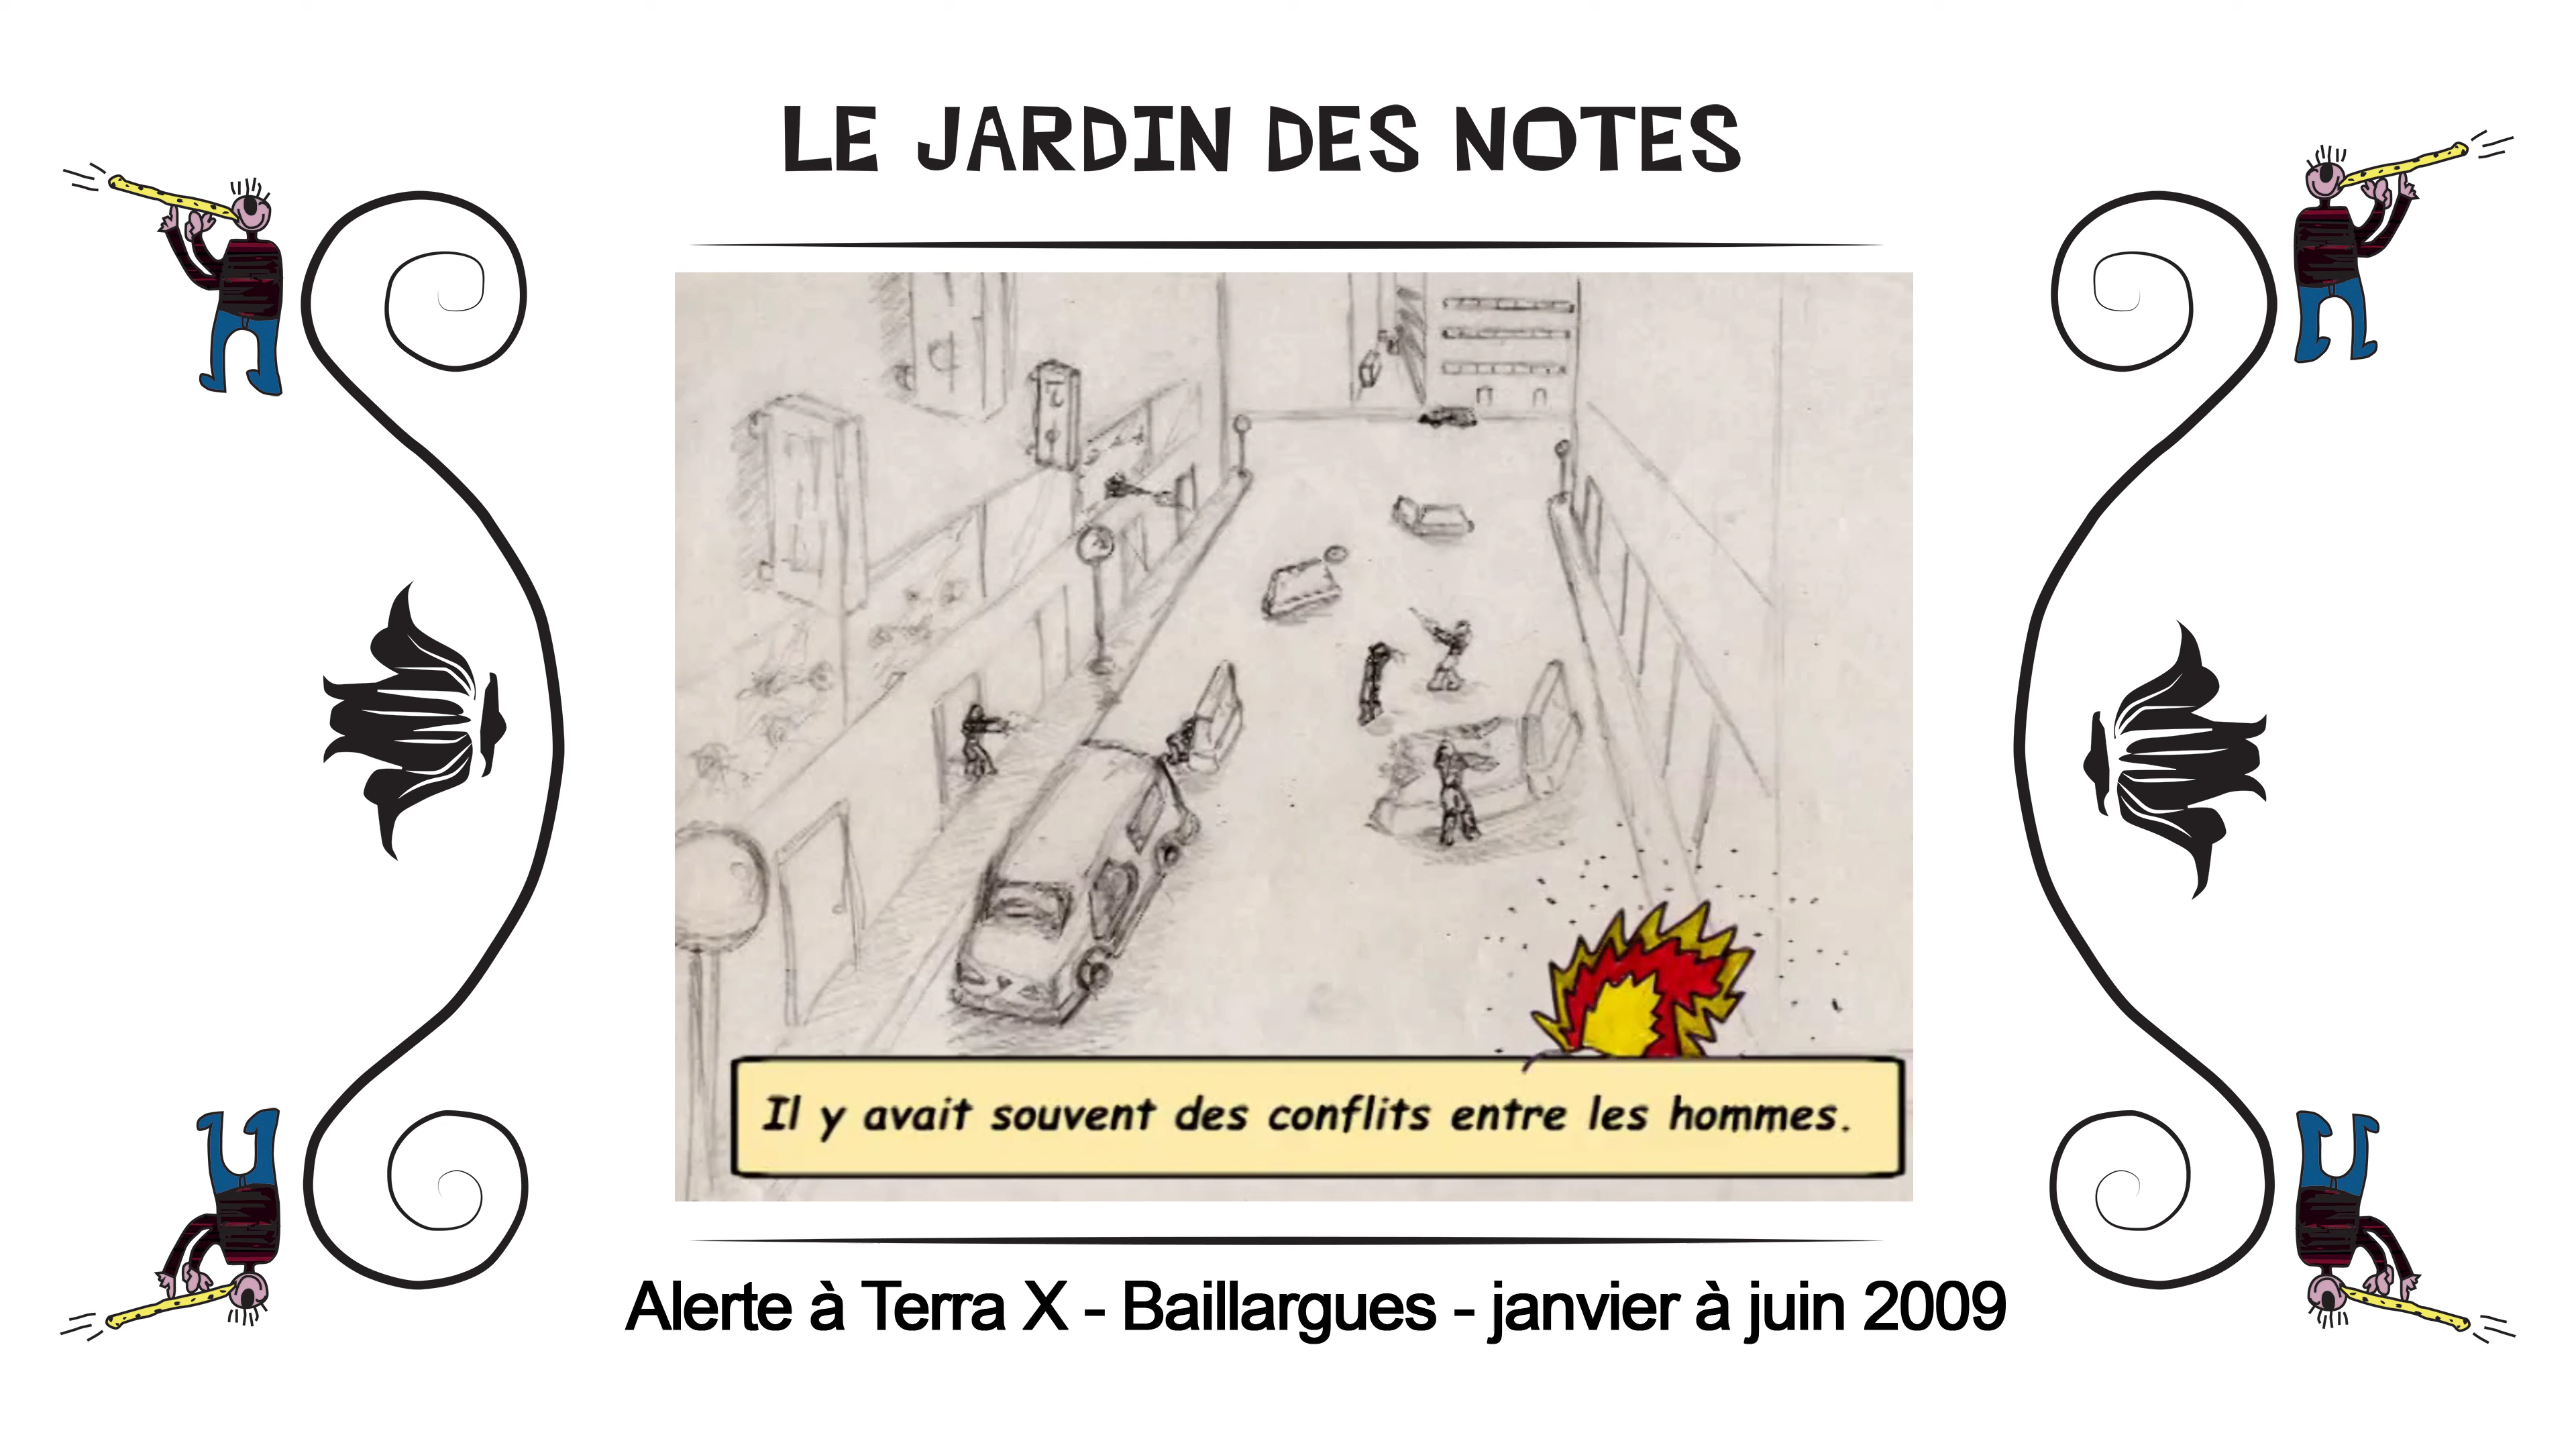 LE JARDIN DES NOTES
Il y avait souvent des conflits entre les hommes.
Alerte à Terra X - Baillargues - janvier à juin 2009